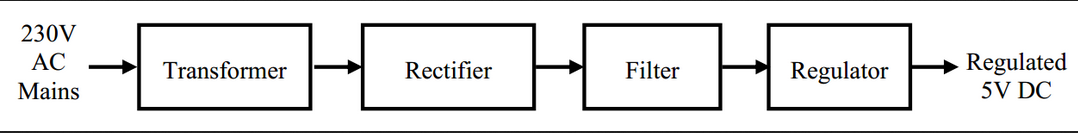 230V
AC
Mains
Transformer
Rectifier
Filter
Regulator
Regulated
5V DC